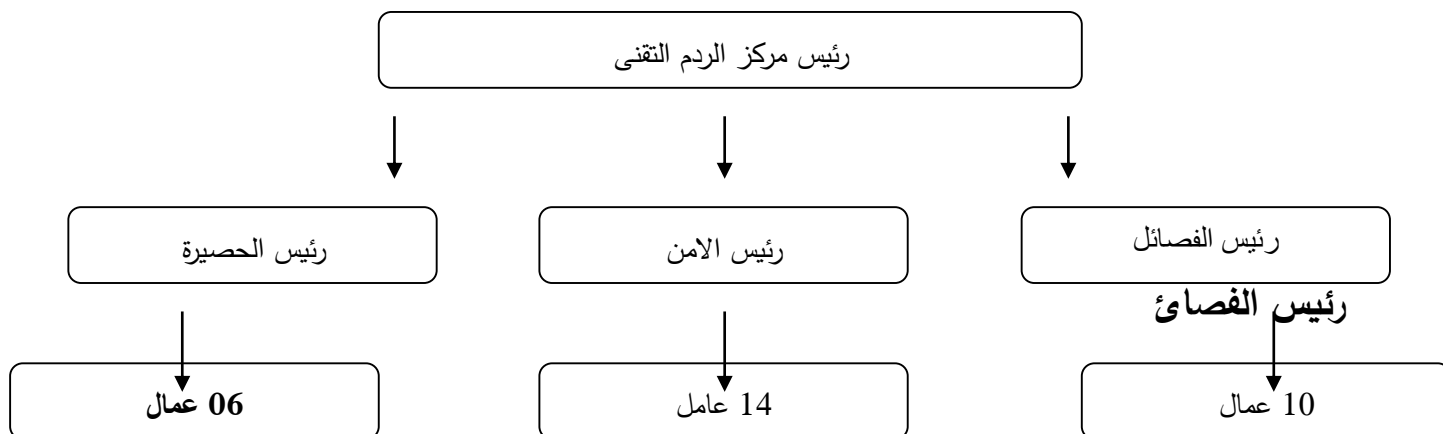 رئيس مركز الردم التقنى
رئيس الفصائل
رئيس الامن
رئيس الحصيرة
رئيس الفصائ
10 عمال
14 عامل
06 عمال